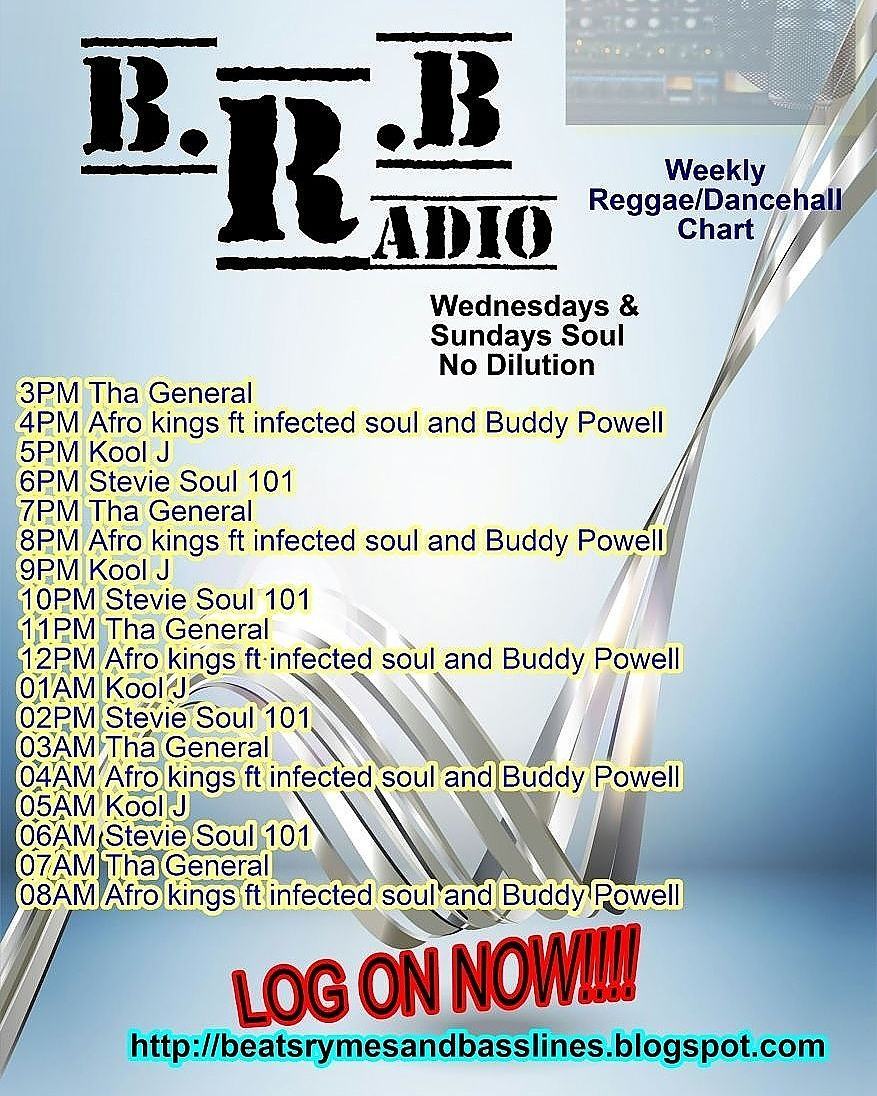 B.R.B
RADIO
Weekly
Reggae/Dancehall
Chart
Wednesdays &
Sundays Soul
No Dilution
3PM Tha General
4PM Afro kings ft infected soul and Buddy Powell
5PM Kool J
6PM Stevie Soul 101
7PM Tha General
8PM Afro kings ft infected soul and Buddy Powell
9PM Kool J
10PM Stevie Soul 101
11PM Tha General
12PM Afro kings ft infected soul and Buddy Powell
01AM Kool J
02PM Stevie Soul 101
03AM Tha General
04AM Afro kings ft infected soul and Buddy Powell
05AM Kool J
06AM Stevie Soul 101
07AM Tha General
08AM Afro kings ft infected soul and Buddy Powell
LOG ON NOW!!!!
http://beatsrymesandbasslines.blogspot.com